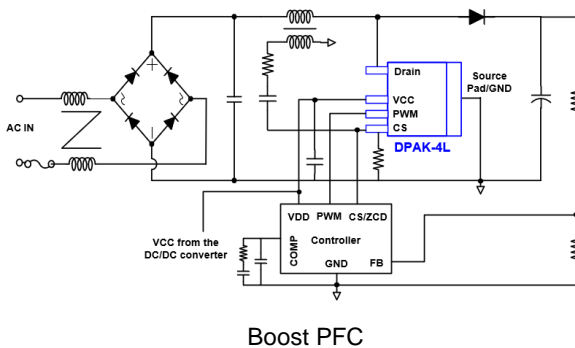 Drain
Source
Pad/GND
VCC
PWM
CS
AC IN
DPAK-4L
VDD PWM CS/ZCD
VCC from the
DC/DC converter
COMP
Controller
GND
FB
Boost PFC